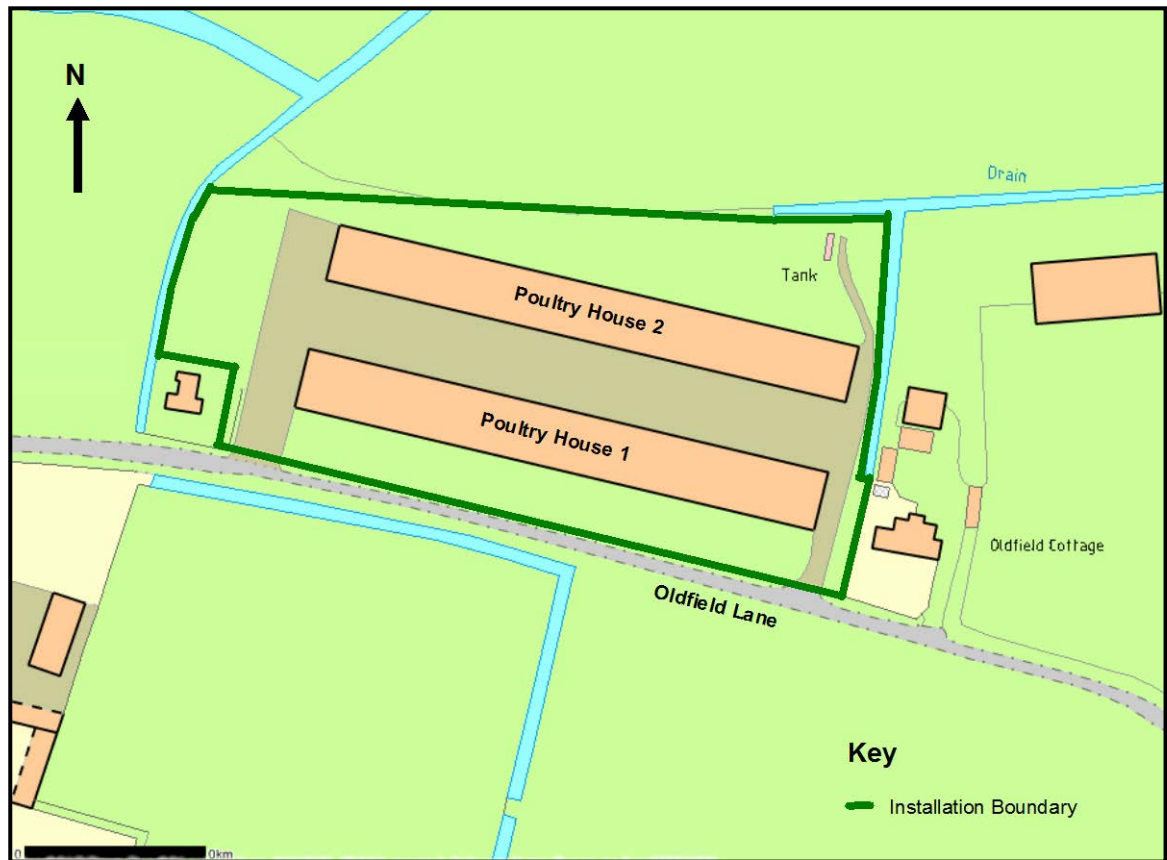 N
Drain
Tank
Poultry House 2
Poultry House 1
Oldfield Cottage
Oldfield Lane
Key
Installation Boundary
0 0km